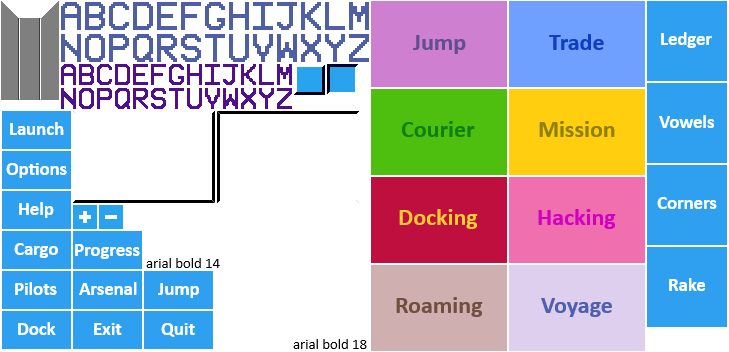 ABCDEFGHIJKLM
NOPQRSTUVWXYZ
ABCDEFGHIJKLM
NOPQRSTUVWXYZ
Launch
Options
Help
+ −
Cargo Progress
arial bold 14
Pilots Arsenal Jump
Dock Exit Quit
arial bold 18
Jump Trade
Courier Mission
Docking Hacking
Roaming Voyage
Ledger
Vowels
Corners
Rake